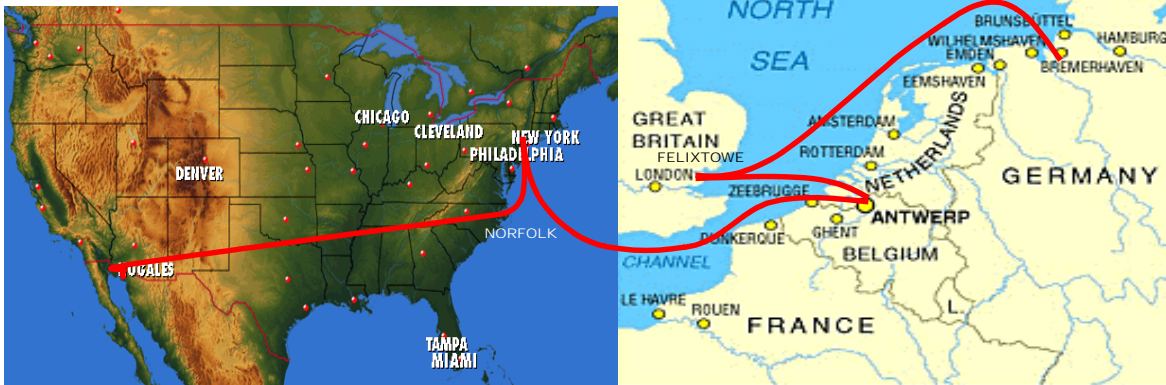 CHICAGO
CLEVELAND
NEW YORK
PHILADELPHIA
DENVER
NORFOLK
NOGALES
TAMPA
MIAMI
NORTH
SEA
BRUNSBÜTTEL
HAMBURG
WILHELMSHAVEN
EMDEN
BREMERHAVEN
EEMSHAVEN
GREAT
BRITAIN
AMSTERDAM
NETHERLANDS
FELIXTOWE
ROTTERDAM
LONDON
GERMANY
ZEEBRUGGE
ANTWERP
GHENT
DUNKERQUE
BELGIUM
CHANNEL
LE HAVRE
ROUEN
L.
FRANCE